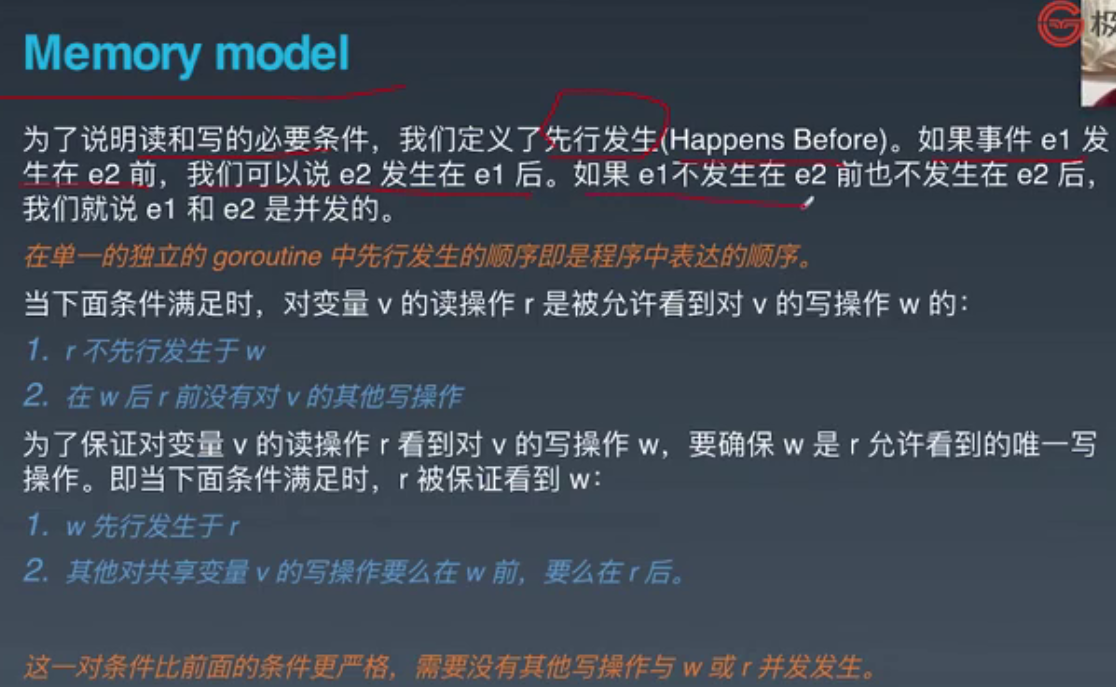 Memory model
极
为了说明读和写的必要条件，我们定义了先行发生(Happens Before)。如果事件 e1 发
生在 e2 前，我们可以说 e2 发生在 e1 后。如果 e1不发生在 e2 前也不发生在 e2 后，
我们就说 e1 和 e2 是并发的。
在单一的独立的 goroutine 中先行发生的顺序即是程序中表达的顺序。
当下面条件满足时，对变量 v 的读操作 r 是被允许看到对 v 的写操作 w 的：
1. r 不先行发生于 w
2. 在 w 后 r 前没有对 v 的其他写操作
为了保证对变量 v 的读操作 r 看到对 v 的写操作 w，要确保 w 是 r 允许看到的唯一写
操作。即当下面条件满足时，r 被保证看到 w：
1. w 先行发生于 r
2. 其他对共享变量 v 的写操作要么在 w 前，要么在 r 后。
这一对条件比前面的条件更严格，需要没有其他写操作与 w 或 r 并发发生。